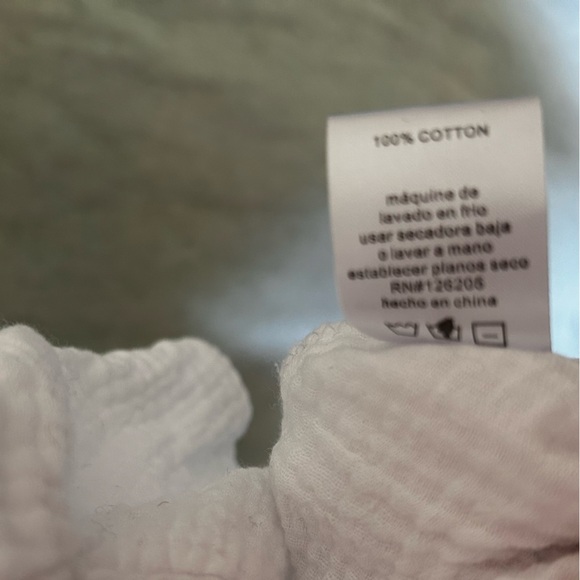 100% COTTON
máquine de
lavado en frio
usar secadora baja
o lavar a mano
establecer planos seco
RN#126205
hecho en china